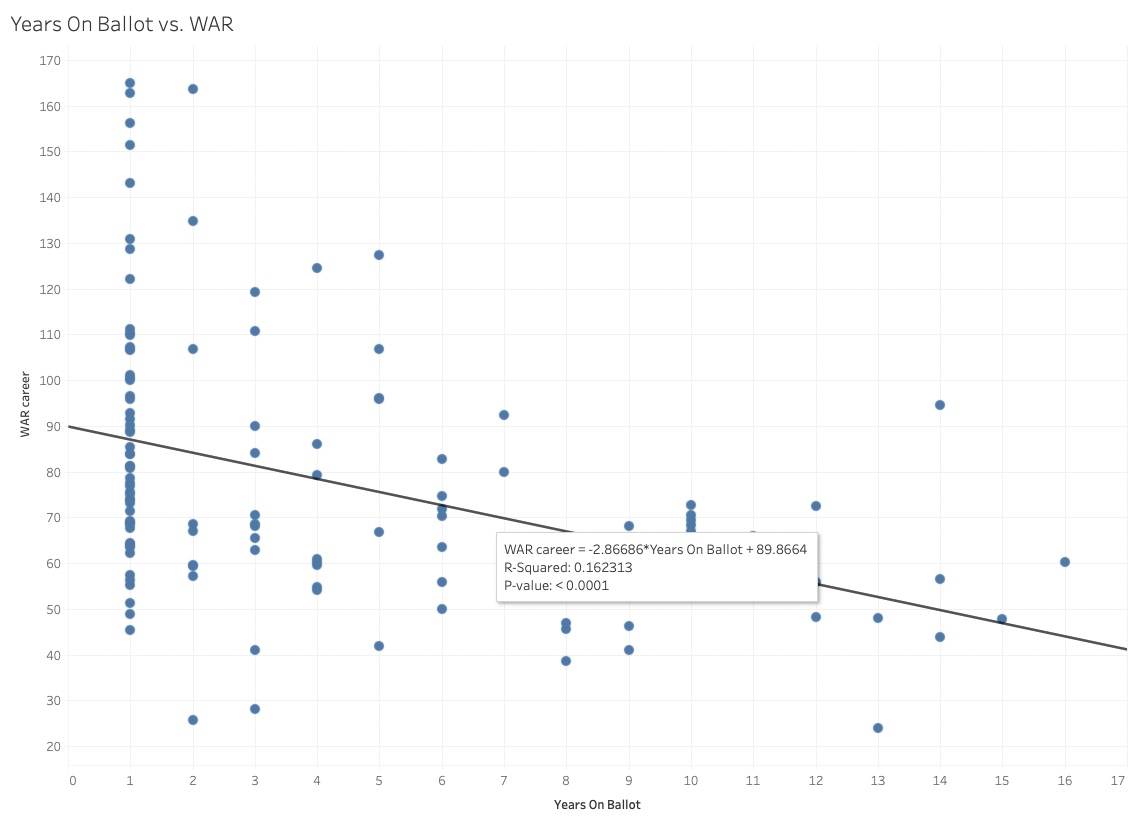 Years On Ballot vs. WAR
170
160
150
140
130
120
110
100
90
80
70
60
50
40
30
20
WAR career
WAR career = -2.86686*Years On Ballot + 89.8664
R-Squared: 0.162313
P-value: < 0.0001
0 1 2 3 4 5 6 7 8 9 10 11 12 13 14 15 16 17
Years On Ballot